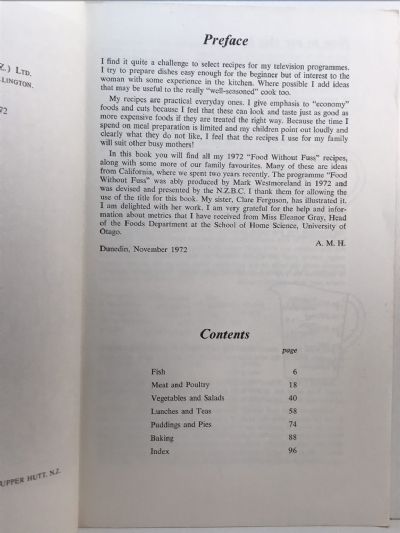 Z.) LTD.
LLINGTON.
72
UPPER HUTT, N.Z.
Preface
I find it quite a challenge to select recipes for my television programmes.
I try to prepare dishes easy enough for the beginner but of interest to the
woman with some experience in the kitchen. Where possible I add ideas
that may be useful to the really "well-seasoned" cook too.
My recipes are practical everyday ones. I give emphasis to "economy"
foods and cuts because I feel that these can look and taste just as good as
more expensive foods if they are treated the right way. Because the time I
spend on meal preparation is limited and my children point out loudly and
clearly what they do not like, I feel that the recipes I use for my family
will suit other busy mothers!
In this book you will find all my 1972 "Food Without Fuss" recipes,
along with some more of our family favourites. Many of these are ideas
from California, where we spent two years recently. The programme "Food
Without Fuss" was ably produced by Mark Westmoreland in 1972 and
was devised and presented by the N.Z.B.C. I thank them for allowing the
use of the title for this book. My sister, Clare Ferguson, has illustrated it.
I am delighted with her work. I am very grateful for the help and infor-
mation about metrics that I have received from Miss Eleanor Gray, Head
of the Foods Department at the School of Home Science, University of
Otago.
A. M. H.
Dunedin, November 1972
Contents
page
Fish 6
Meat and Poultry 18
Vegetables and Salads 40
Lunches and Teas 58
Puddings and Pies 74
Baking 88
Index 96